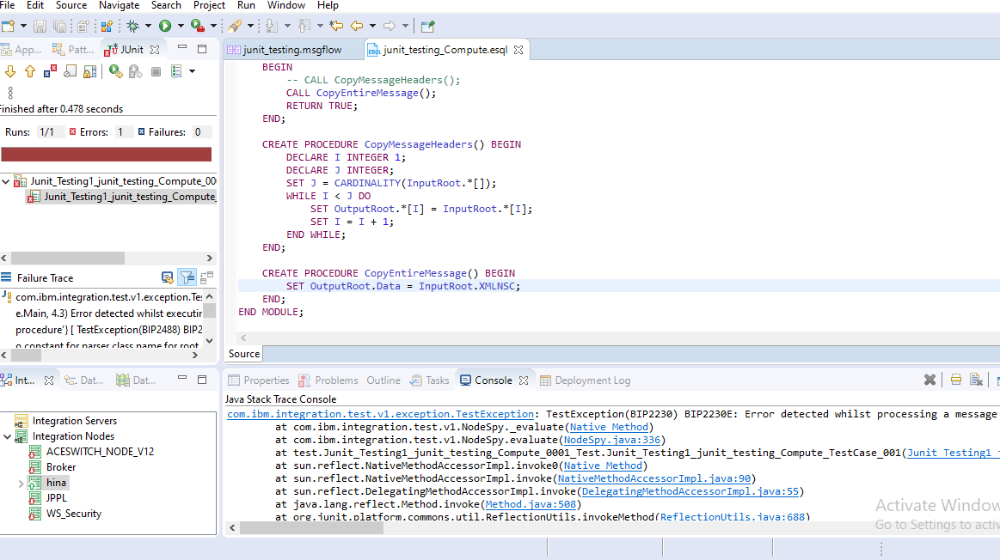 File Edit Source Navigate Search Project Run Window Help
App... Patt... JUnit
junit_testing.msgflow junit_testing_Compute.esql
Finished after 0.478 seconds
Runs: 1/1 Errors: 1 Failures: 0
Junit_Testing1_junit_testing_Compute_00
Junit_Testing1_junit_testing_Compute_
Failure Trace
com.ibm.integration.test.v1.exception.Te
e.Main, 4.3) Error detected whilst executir
procedure'} [ TestException(BIP2488) BIP2
o constant for parser class name for root
BEGIN
-- CALL CopyMessageHeaders();
CALL CopyEntireMessage();
RETURN TRUE;
END;
CREATE PROCEDURE CopyMessageHeaders() BEGIN
DECLARE I INTEGER 1;
DECLARE J INTEGER;
SET J = CARDINALITY(InputRoot.*[]);
WHILE I < J DO
SET OutputRoot.*[I] = InputRoot.*[I];
SET I = I + 1;
END WHILE;
END;
CREATE PROCEDURE CopyEntireMessage() BEGIN
SET OutputRoot.Data = InputRoot.XMLNSC;
END;
END MODULE;
Source
Int... Dat... Dat...
Integration Servers
Integration Nodes
ACESWITCH_NODE_V12
Broker
hina
JPPL
WS_Security
Properties Problems Outline Tasks Console Deployment Log
Java Stack Trace Console
com.ibm.integration.test.v1.exception.TestException: TestException(BIP2230) BIP2230E: Error detected whilst processing a message
at com.ibm.integration.test.v1.NodeSpy._evaluate(Native Method)
at com.ibm.integration.test.v1.NodeSpy.evaluate(NodeSpy.java:336)
at test.Junit_Testing1_junit_testing_Compute_0001_Test.Junit_Testing1_junit_testing_Compute_TestCase_001(Junit_Testing1_j
at sun.reflect.NativeMethodAccessorImpl.invoke0(Native Method)
at sun.reflect.NativeMethodAccessorImpl.invoke(NativeMethodAccessorImpl.java:90)
at sun.reflect.DelegatingMethodAccessorImpl.invoke(DelegatingMethodAccessorImpl.java:55)
at java.lang.reflect.Method.invoke(Method.java:508)
at org.junit.platform.commons.util.ReflectionUtils.invokeMethod(ReflectionUtils.java:688)
Activate Window
Go to Settings to activ